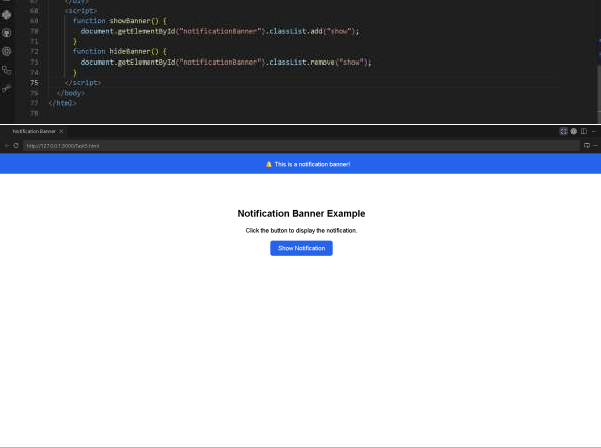 67 </div>
68 <script>
69 function showBanner() {
70 document.getElementById("notificationBanner").classList.add("show");
71 }
72 function hideBanner() {
73 document.getElementById("notificationBanner").classList.remove("show");
74 }
75 </script>
76 </body>
77 </html>
78
Notification Banner ×
http://127.0.0.1:3000/Task5.html
🔔 This is a notification banner!
Notification Banner Example
Click the button to display the notification.
Show Notification